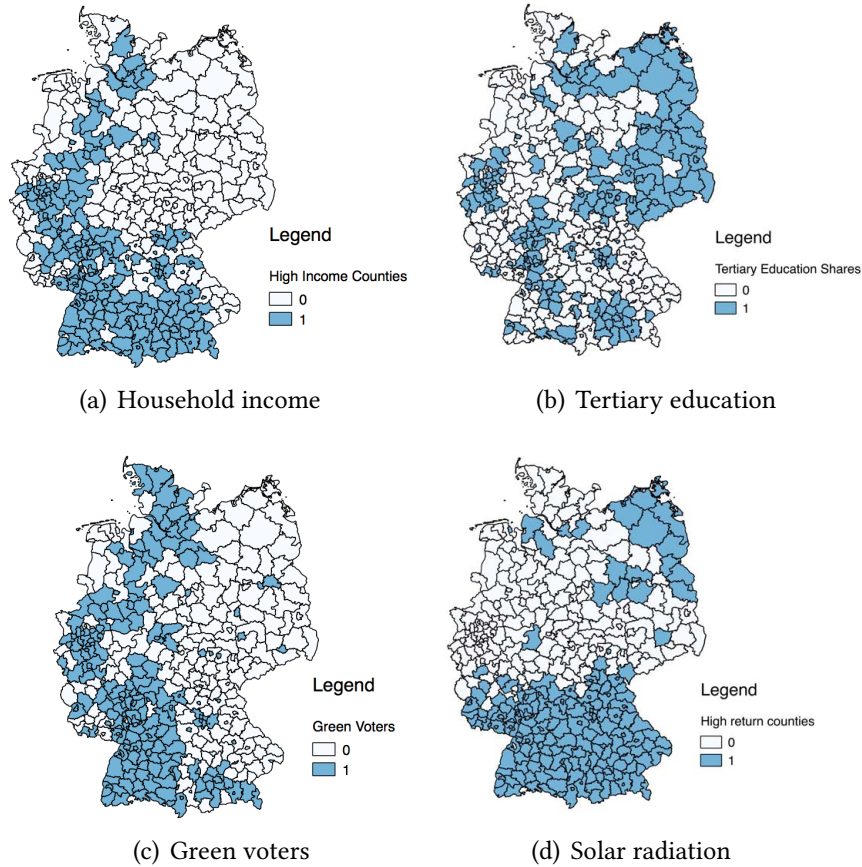 Legend
High Income Counties
0
1
(a) Household income
Legend
Tertiary Education Shares
0
1
(b) Tertiary education
Legend
Green Voters
0
1
(c) Green voters
Legend
High return counties
0
1
(d) Solar radiation